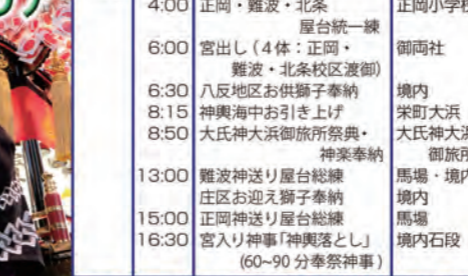 4:00 正岡・難波・北条 正岡小学校
屋台統一練
6:00 宮出し（4体：正岡・ 御両社
難波・北条校区渡御）
6:30 八反地区お供獅子奉納 境内
8:15 神輿海中お引き上げ 栄町大浜
8:50 大氏神大浜御旅所祭典・ 大氏神大浜
神楽奉納 御旅所
13:00 難波神送り屋台総練 馬場・境内
庄区お迎え獅子奉納 境内
15:00 正岡神送り屋台総練 馬場
16:30 宮入り神事「神輿落とし」 境内石段
（60~90 分奉祭神事）